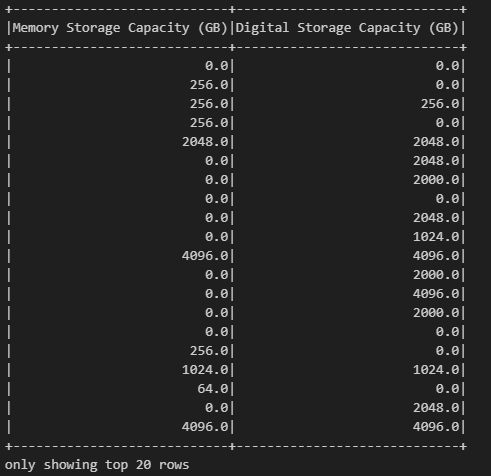 +----------------------------+-----------------------------+
|Memory Storage Capacity (GB)|Digital Storage Capacity (GB)|
+----------------------------+-----------------------------+
|                         0.0|                          0.0|
|                       256.0|                          0.0|
|                       256.0|                        256.0|
|                       256.0|                          0.0|
|                      2048.0|                       2048.0|
|                         0.0|                       2048.0|
|                         0.0|                       2000.0|
|                         0.0|                          0.0|
|                         0.0|                       2048.0|
|                         0.0|                       1024.0|
|                      4096.0|                       4096.0|
|                         0.0|                       2000.0|
|                         0.0|                       4096.0|
|                         0.0|                       2000.0|
|                         0.0|                          0.0|
|                       256.0|                          0.0|
|                      1024.0|                       1024.0|
|                        64.0|                          0.0|
|                         0.0|                       2048.0|
|                      4096.0|                       4096.0|
+----------------------------+-----------------------------+
only showing top 20 rows